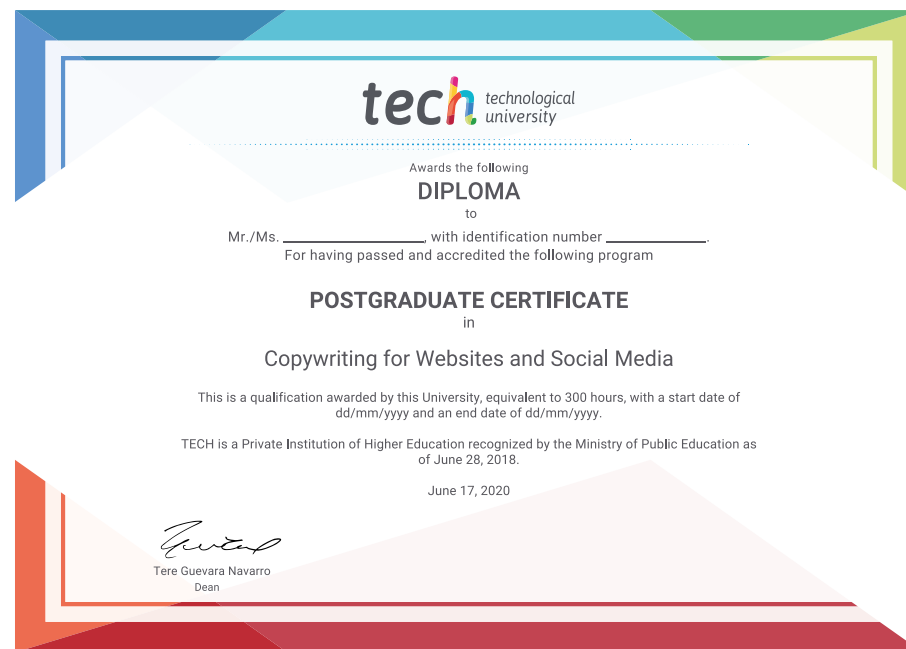 tech technological
university
Awards the following
DIPLOMA
to
Mr./Ms. ____________, with identification number ____________.
For having passed and accredited the following program
POSTGRADUATE CERTIFICATE
in
Copywriting for Websites and Social Media
This is a qualification awarded by this University, equivalent to 300 hours, with a start date of
dd/mm/yyyy and an end date of dd/mm/yyyy.
TECH is a Private Institution of Higher Education recognized by the Ministry of Public Education as
of June 28, 2018.
June 17, 2020
Tere Guevara Navarro
Dean